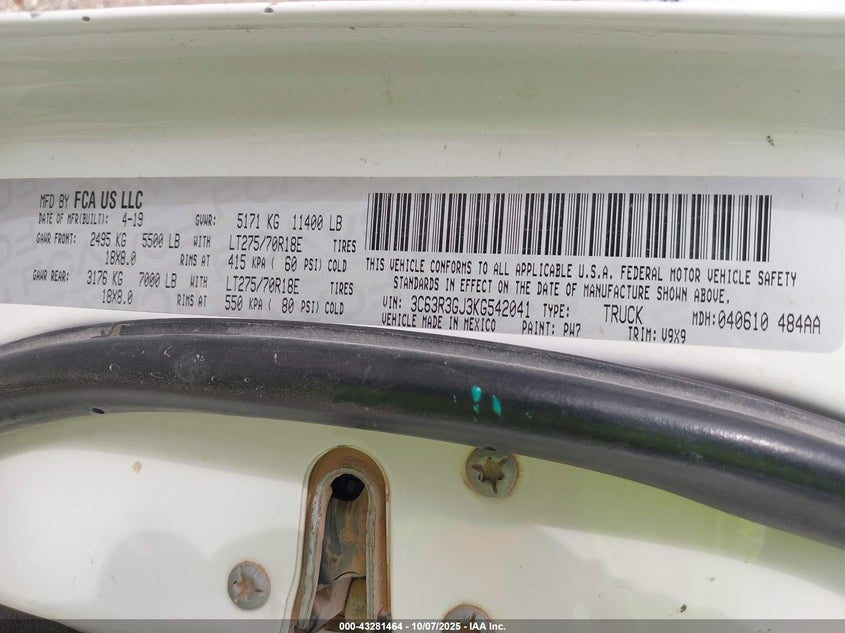 MFD BY FCA US LLC
DATE OF MFR(BUILT): 4-19 GVWR: 5171 KG 11400 LB
GAWR FRONT: 2495 KG 5500 LB WITH LT275/70R18E TIRES
18X8.0 RIMS AT 415 KPA ( 60 PSI) COLD
GAWR REAR: 3176 KG 7000 LB WITH LT275/70R18E TIRES
18X8.0 RIMS AT 550 KPA ( 80 PSI) COLD
THIS VEHICLE CONFORMS TO ALL APPLICABLE U.S.A. FEDERAL MOTOR VEHICLE SAFETY
STANDARDS IN EFFECT ON THE DATE OF MANUFACTURE SHOWN ABOVE.
VIN: 3C63R3GJ3KG542041 TYPE: TRUCK MDH:040610 484AA
VEHICLE MADE IN MEXICO PAINT: PW7 TRIM: V9X9
000-43281464 - 10/07/2025 - IAA Inc.